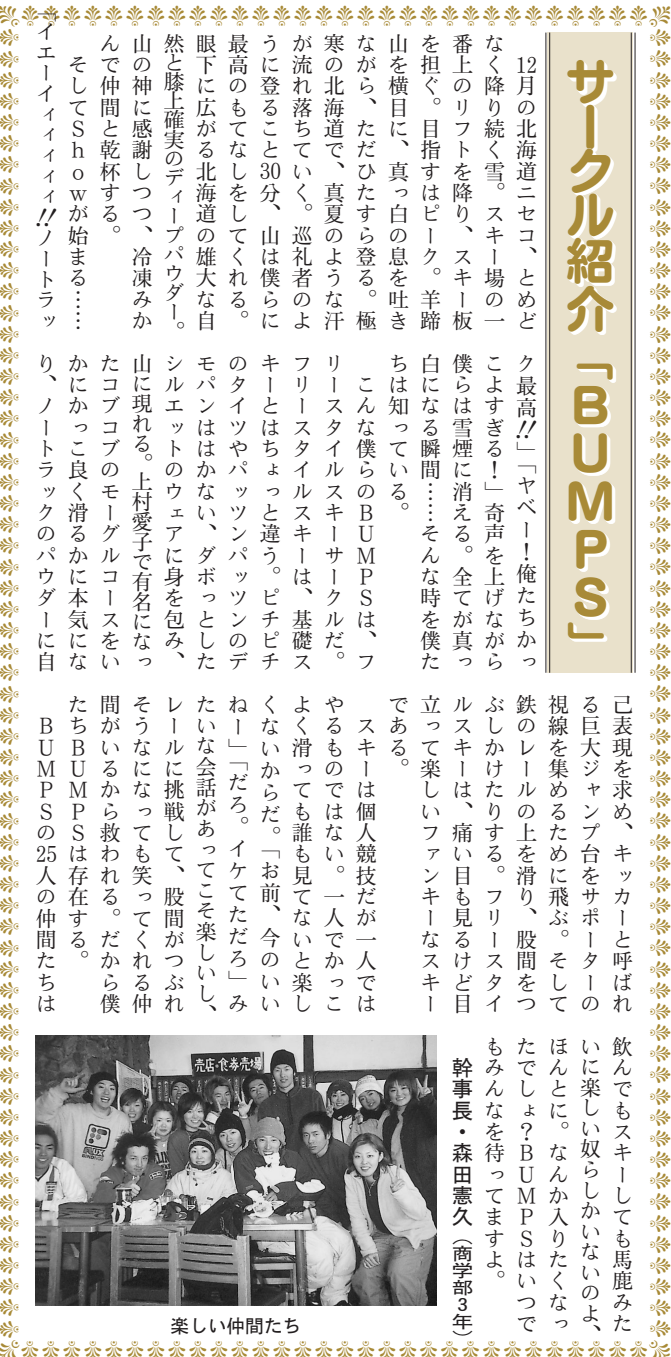 サークル紹介「BUMPS」
12月の北海道ニセコ、とめど
なく降り続く雪。スキー場の一
番上のリフトを降り、スキー板
を担ぐ。目指すはピーク。羊蹄
山を横目に、真っ白の息を吐き
ながら、ただひたすら登る。極
寒の北海道で、真夏のような汗
が流れ落ちていく。巡礼者のよ
うに登ること30分、山は僕らに
最高のもてなしをしてくれる。
眼下に広がる北海道の雄大な自
然と膝上確実のディープパウダー。
山の神に感謝しつつ、冷凍みか
んで仲間と乾杯する。
そしてShowが始まる……
「イエーイィィィィィ!!ノートラッ
ク最高!!」「ヤベー!俺たちかっ
こよすぎる!」奇声を上げながら
僕らは雪煙に消える。全てが真っ
白になる瞬間……そんな時を僕た
ちは知っている。
こんな僕らのBUMPSは、フ
リースタイルスキーサークルだ。
フリースタイルスキーは、基礎ス
キーとはちょっと違う。ピチピチ
のタイツやパッツンパッツンのデ
モパンははかない、ダボっとした
シルエットのウェアに身を包み、
山に現れる。上村愛子で有名になっ
たコブコブのモーグルコースをい
かにかっこ良く滑るかに本気にな
り、ノートラックのパウダーに自
己表現を求め、キッカーと呼ばれ
る巨大ジャンプ台をサポーターの
視線を集めるために飛ぶ。そして
鉄のレールの上を滑り、股間をつ
ぶしかけたりする。フリースタイ
ルスキーは、痛い目も見るけど目
立って楽しいファンキーなスキー
である。
スキーは個人競技だが一人では
やるものではない。一人でかっこ
よく滑っても誰も見てないと楽し
くないからだ。「お前、今のいい
ねー」「だろ。イケてただろ」み
たいな会話があってこそ楽しいし、
レールに挑戦して、股間がつぶれ
そうなになっても笑ってくれる仲
間がいるから救われる。だから僕
たちBUMPSは存在する。
BUMPSの25人の仲間たちは
飲んでもスキーしても馬鹿みた
いに楽しい奴らしかいないのよ、
ほんとに。なんか入りたくなっ
たでしょ?BUMPSはいつで
もみんなを待ってますよ。
幹事長・森田憲久(商学部3年)
売店・食券売場
楽しい仲間たち